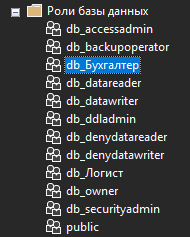 Роли базы данных
db_accessadmin
db_backupoperator
db_Бухгалтер
db_datareader
db_datawriter
db_ddladmin
db_denydatareader
db_denydatawriter
db_Логист
db_owner
db_securityadmin
public